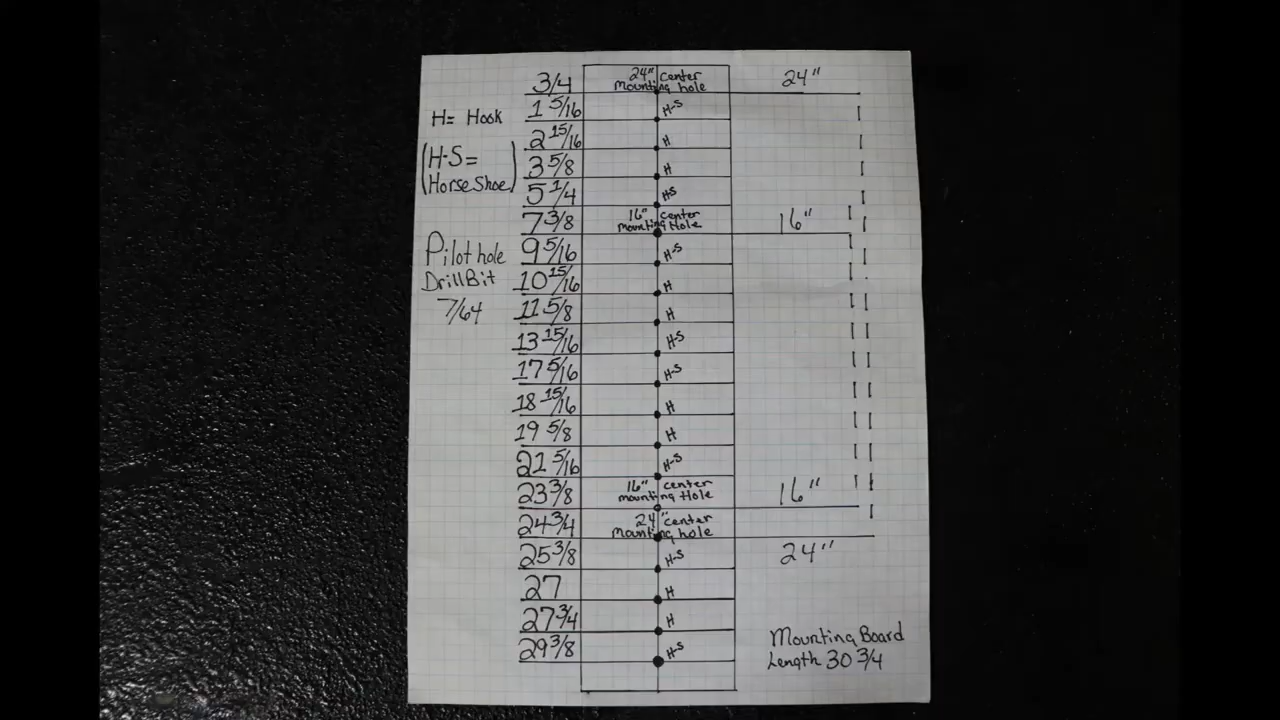 3/4 24" center mounting hole 24"
1 5/16 H-S
H= Hook
2 15/16 H
(H-S= Horse Shoe)
3 5/8 H
5 1/4 HS
7 3/8 16" center mounting Hole 16"
Pilot hole
Drill Bit
7/64
9 5/16 H-S
10 15/16 H
11 5/8 H
13 15/16 H-S
17 5/16 H-S
18 15/16 H
19 5/8 H
21 5/16 H-S
23 3/8 16" center mounting Hole 16"
24 3/4 24" center mounting hole 24"
25 3/8 H-S
27 H
27 3/4 H
29 3/8 H-S
Mounting Board
Length 30 3/4